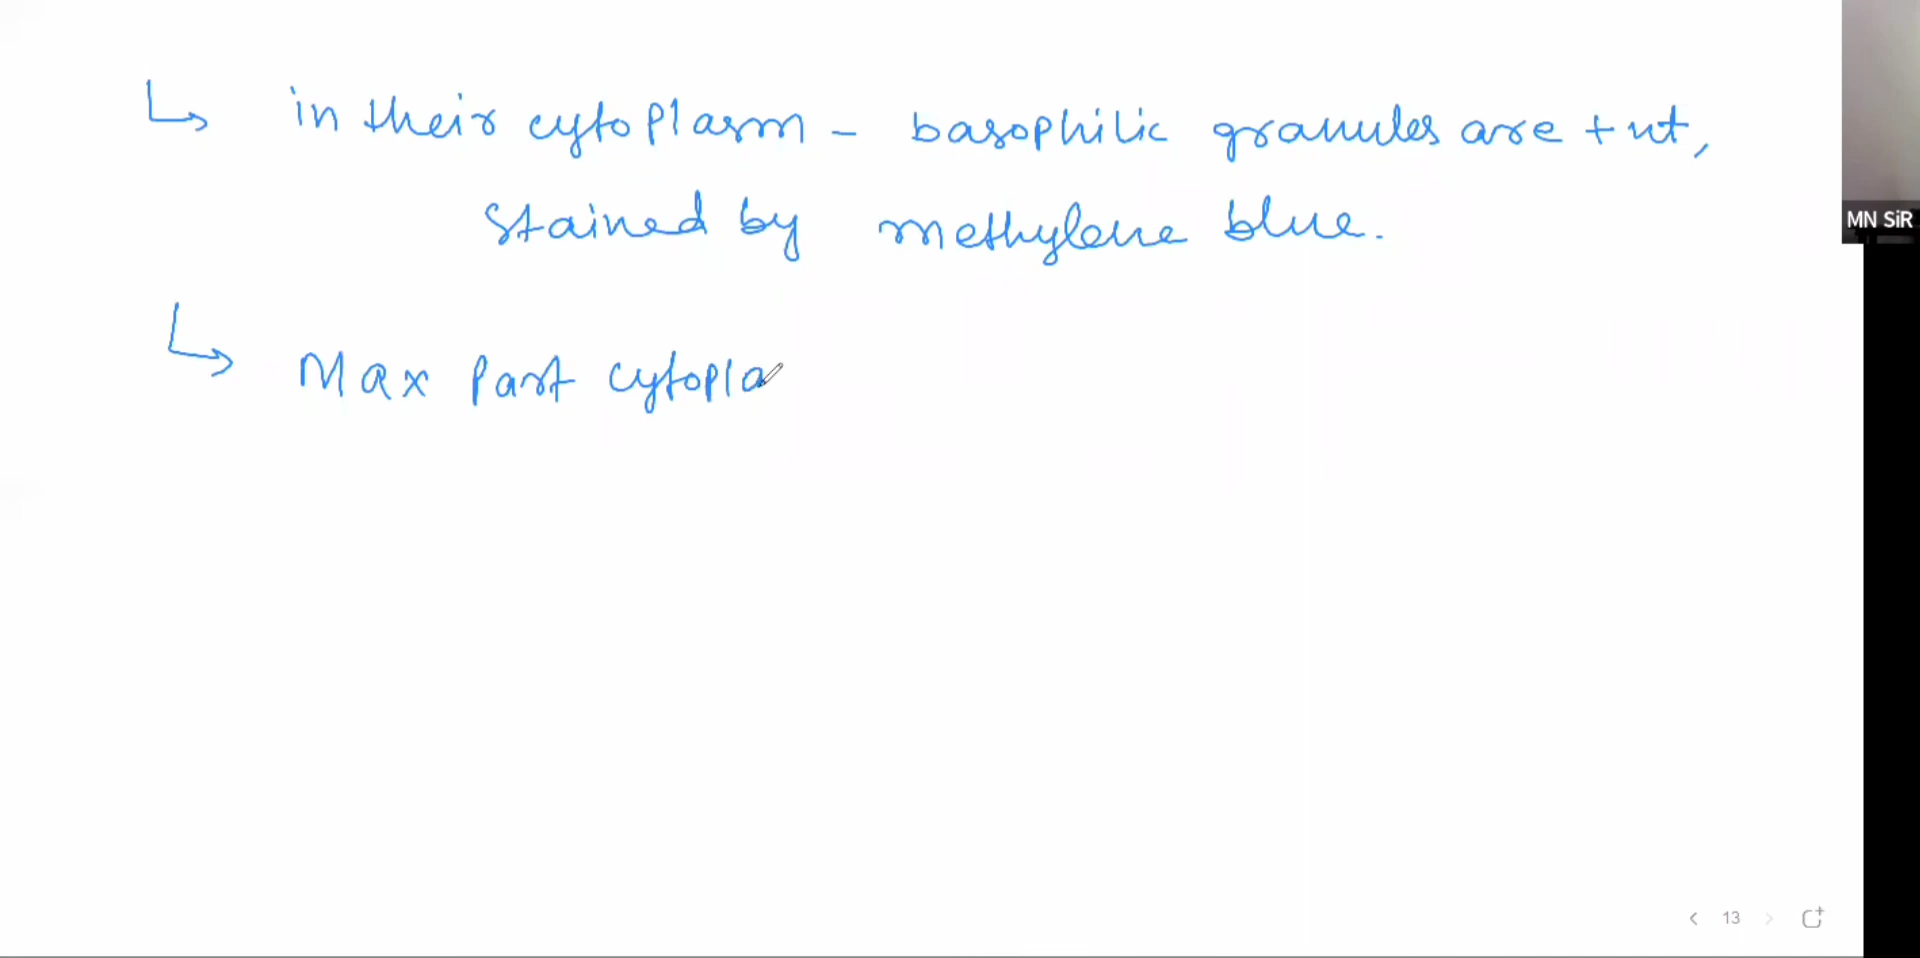 ↳ in their cytoplasm - basophilic granules are +nt,
stained by methylene blue.
↳ Max part cytopla
MN SiR
< 13 >